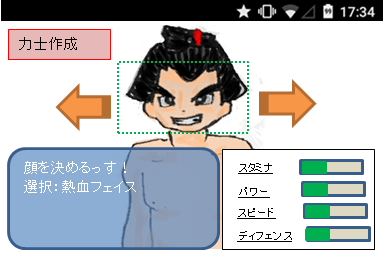 17:34
力士作成
顔を決めるっす！
選択：熱血フェイス
スタミナ
パワー
スピード
ディフェンス